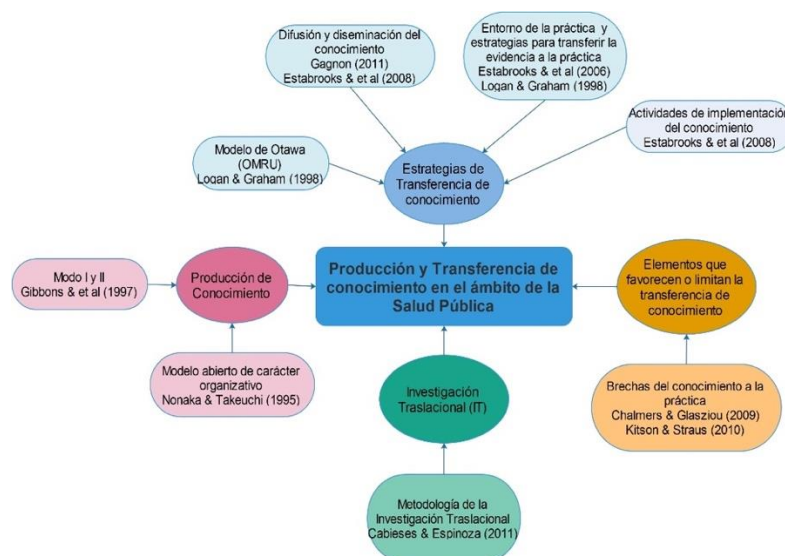 Difusión y diseminación del
conocimiento
Gagnon (2011)
Estabrooks & et al (2008)
Entorno de la práctica y
estrategias para transferir la
evidencia a la práctica
Estabrooks & et al (2006)
Logan & Graham (1998)
Actividades de implementación
del conocimiento
Estabrooks & et al (2008)
Modelo de Otawa
(OMRU)
Logan & Graham (1998)
Estrategias de
Transferencia de
conocimiento
Modo I y II
Gibbons & et al (1997)
Producción de
Conocimiento
Producción y Transferencia de
conocimiento en el ámbito de la
Salud Pública
Elementos que
favorecen o limitan la
transferencia de
conocimiento
Modelo abierto de carácter
organizativo
Nonaka & Takeuchi (1995)
Investigación
Traslacional (IT)
Brechas del conocimiento a la
práctica
Chalmers & Glasziou (2009)
Kitson & Straus (2010)
Metodología de la
Investigación Traslacional
Cabieses & Espinoza (2011)